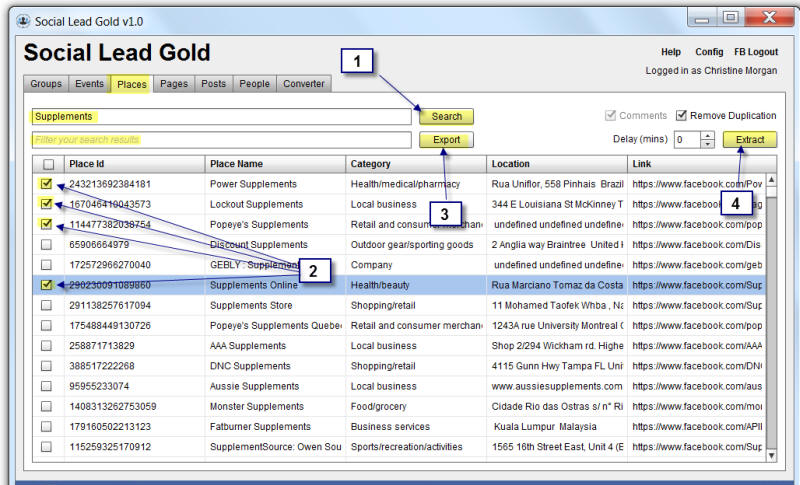 Social Lead Gold v1.0
Social Lead Gold
Help Config FB Logout
Logged in as Christine Morgan
1
Groups Events Places Pages Posts People Converter
Supplements
Search
Comments
Remove Duplication
Filter your search results
Export
Delay (mins) 0
Extract
Place Id Place Name Category Location Link
243213692384181 Power Supplements Health/medical/pharmacy Rua Uniflor, 558 Pinhais Brazil https://www.facebook.com/Pow
167046410043573 Lockout Supplements Local business 344 E Louisiana St McKinney T
114477382038754 Popeye's Supplements Retail and consumer merchan undefined undefined undefine https://www.facebook.com/pop
3
4
65906664979 Discount Supplements Outdoor gear/sporting goods 2 Anglia way Braintree United k https://www.facebook.com/Dis
172572966270040 GEBLY : Supplement Company undefined undefined undefine https://www.facebook.com/geb
2
290230091089860 Supplements Online Health/beauty Rua Marciano Tomaz da Costa https://www.facebook.com/Sup
291138257617094 Supplements Store Shopping/retail 11 Mohamed Taofek Whba , Na https://www.facebook.com/Sup
175488449130726 Popeye's Supplements Quebe Retail and consumer merchan 1243A rue University Montreal https://www.facebook.com/pop
258871713829 AAA Supplements Local business Shop 2/294 Wickham rd. Highe https://www.facebook.com/AAA
388517222268 DNC Supplements Shopping/retail 4115 Gunn Hwy Tampa FL Uni https://www.facebook.com/DN
95955233074 Aussie Supplements Local business www.aussiesupplements.com https://www.facebook.com/aus
1408313262753059 Monster Supplements Food/grocery Cidade Rio das Ostras s/n° Ri https://www.facebook.com/mo
179160502213123 Fatburner Supplements Business services Kuala Lumpur Malaysia https://www.facebook.com/API
115259325170912 SupplementSource: Owen Sou Sports/recreation/activities 1565 16th Street East, Unit 4 (E https://www.facebook.com/Sup